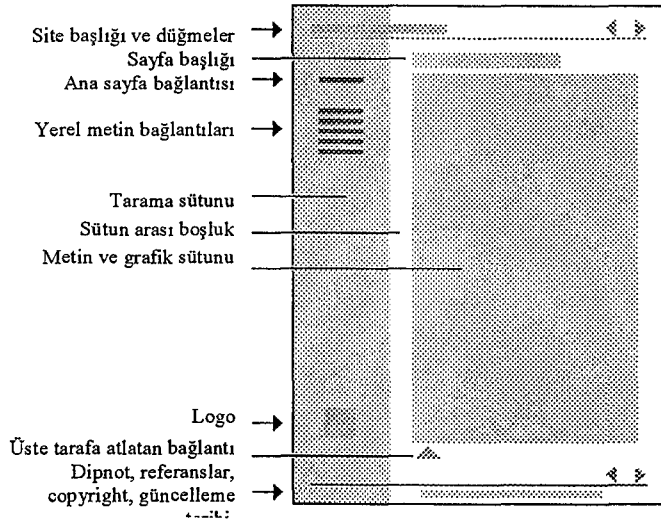 Site başlığı ve düğmeler
Sayfa başlığı
Ana sayfa bağlantısı
Yerel metin bağlantıları
Tarama sütunu
Sütun arası boşluk
Metin ve grafik sütunu
Logo
Üste tarafa atlatan bağlantı
Dipnot, referanslar,
copyright, güncelleme